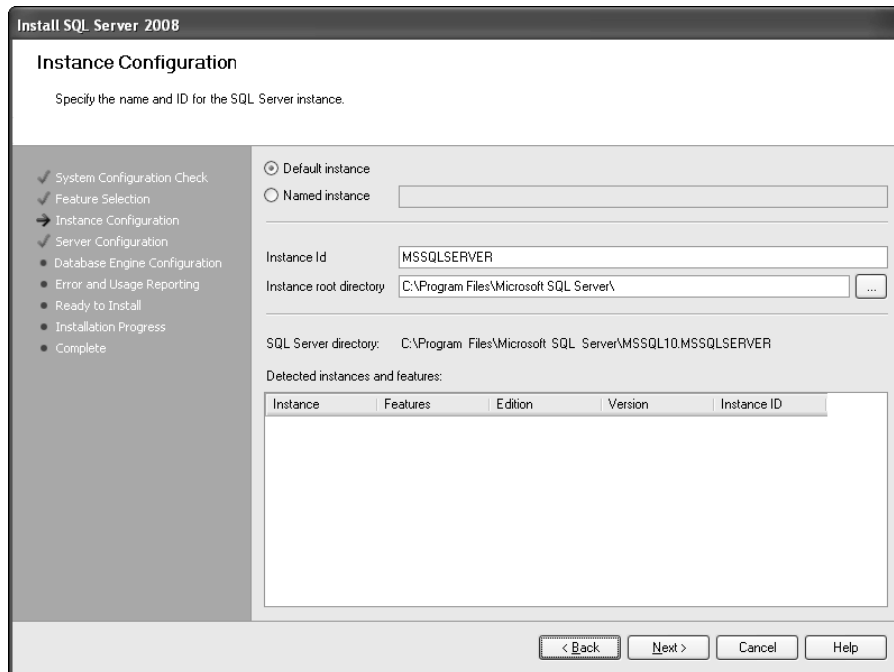 Install SQL Server 2008
Instance Configuration
Specify the name and ID for the SQL Server instance.
System Configuration Check
Feature Selection
Instance Configuration
Server Configuration
Database Engine Configuration
Error and Usage Reporting
Ready to Install
Installation Progress
Complete
Default instance
Named instance
Instance Id MSSQLSERVER
Instance root directory C:\Program Files\Microsoft SQL Server\ ...
SQL Server directory: C:\Program Files\Microsoft SQL Server\MSSQL10.MSSQLSERVER
Detected instances and features:
Instance Features Edition Version Instance ID
< Back Next > Cancel Help